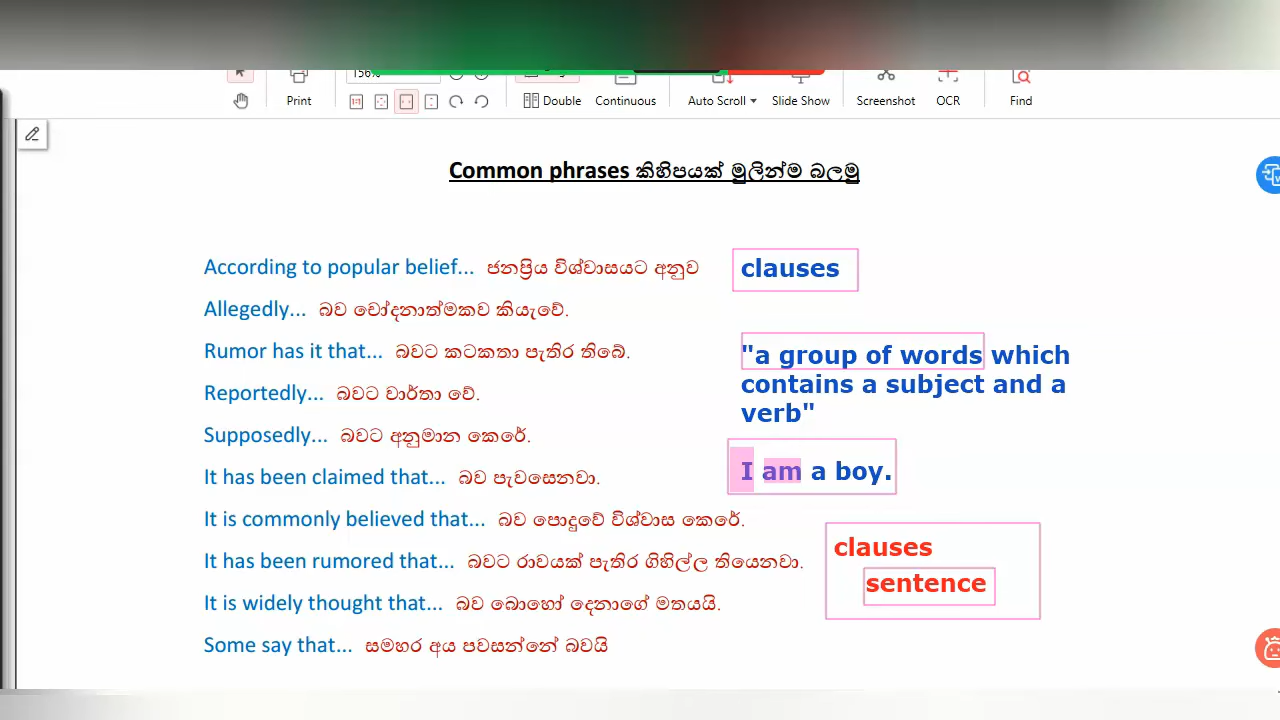 156%
Print
Double
Continuous
Auto Scroll
Slide Show
Screenshot
OCR
Find
Common phrases කිහිපයක් මුලින්ම බලමු
According to popular belief... ජනප්‍රිය විශ්වාසයට අනුව
Allegedly... බව චෝදනාත්මකව කියැවේ.
Rumor has it that... බවට කටකතා පැතිර තිබේ.
Reportedly... බවට වාර්තා වේ.
Supposedly... බවට අනුමාන කෙරේ.
It has been claimed that... බව පැවසෙනවා.
It is commonly believed that... බව පොදුවේ විශ්වාස කෙරේ.
It has been rumored that... බවට රාවයක් පැතිර ගිහිල්ල තියෙනවා.
It is widely thought that... බව බොහෝ දෙනාගේ මතයයි.
Some say that... සමහර අය පවසන්නේ බවයි
clauses
"a group of words which
contains a subject and a
verb"
I am a boy.
clauses
sentence